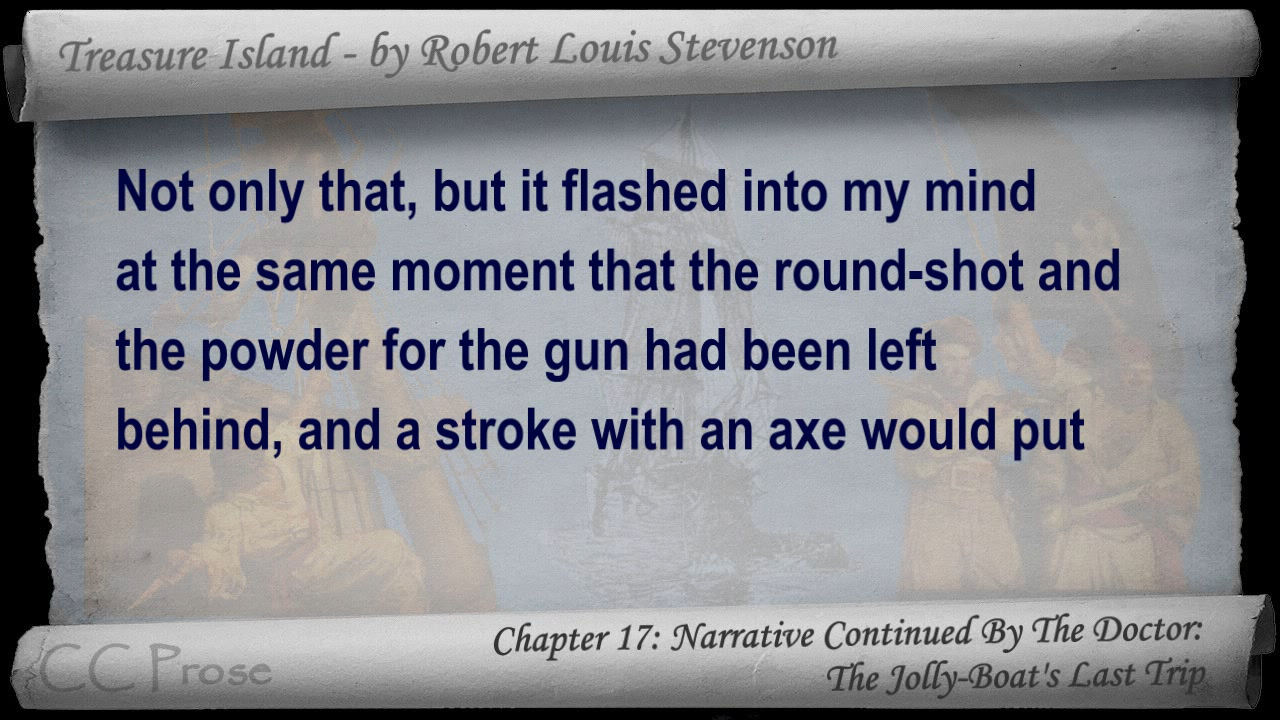 Treasure Island - by Robert Louis Stevenson
Not only that, but it flashed into my mind
at the same moment that the round-shot and
the powder for the gun had been left
behind, and a stroke with an axe would put
Chapter 17: Narrative Continued By The Doctor:
The Jolly-Boat's Last Trip
CC Prose